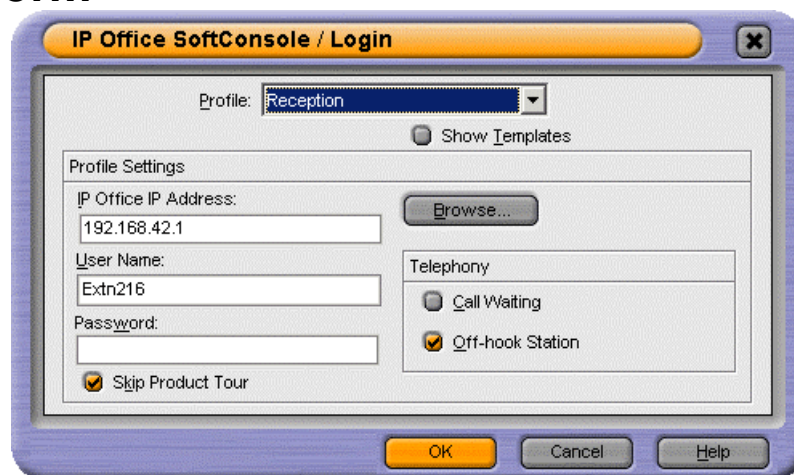 IP Office SoftConsole / Login
Profile: Reception
Show Templates
Profile Settings
IP Office IP Address:
192.168.42.1
Browse...
User Name:
Extn216
Password:
Skip Product Tour
Telephony
Call Waiting
Off-hook Station
OK
Cancel
Help